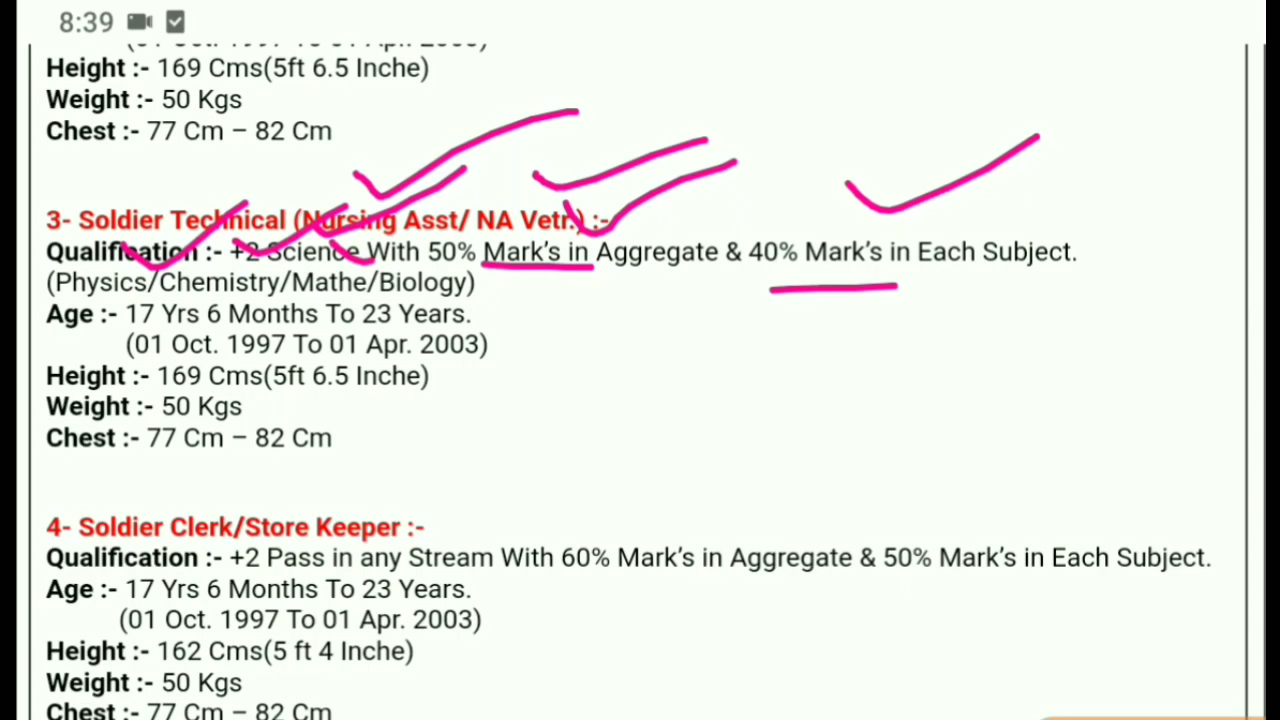 8:39
Height :- 169 Cms(5ft 6.5 Inche)
Weight :- 50 Kgs
Chest :- 77 Cm – 82 Cm
3- Soldier Technical (Nursing Asst/ NA Vetr.) :-
Qualification :- +2 Science With 50% Mark's in Aggregate & 40% Mark's in Each Subject.
(Physics/Chemistry/Mathe/Biology)
Age :- 17 Yrs 6 Months To 23 Years.
(01 Oct. 1997 To 01 Apr. 2003)
Height :- 169 Cms(5ft 6.5 Inche)
Weight :- 50 Kgs
Chest :- 77 Cm – 82 Cm
4- Soldier Clerk/Store Keeper :-
Qualification :- +2 Pass in any Stream With 60% Mark's in Aggregate & 50% Mark's in Each Subject.
Age :- 17 Yrs 6 Months To 23 Years.
(01 Oct. 1997 To 01 Apr. 2003)
Height :- 162 Cms(5 ft 4 Inche)
Weight :- 50 Kgs
Chest :- 77 Cm – 82 Cm